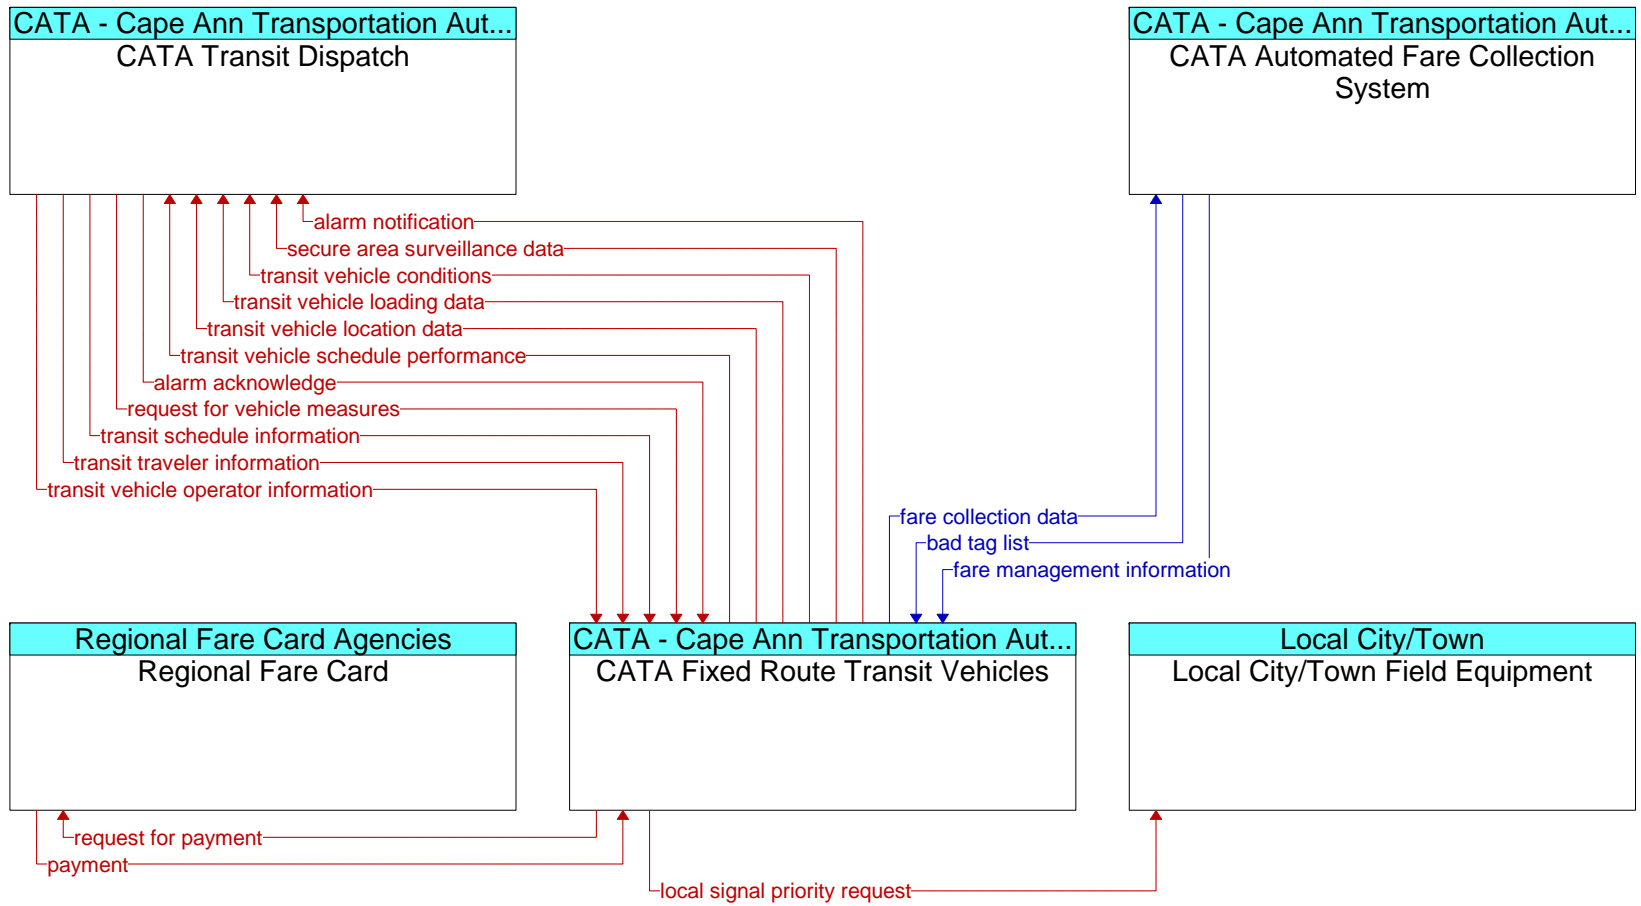 CATA - Cape Ann Transportation Aut...
CATA Transit Dispatch
CATA - Cape Ann Transportation Aut...
CATA Automated Fare Collection
System
alarm notification
secure area surveillance data
transit vehicle conditions
transit vehicle loading data
transit vehicle location data
transit vehicle schedule performance
alarm acknowledge
request for vehicle measures
transit schedule information
transit traveler information
transit vehicle operator information
fare collection data
bad tag list
fare management information
Regional Fare Card Agencies
Regional Fare Card
CATA - Cape Ann Transportation Aut...
CATA Fixed Route Transit Vehicles
Local City/Town
Local City/Town Field Equipment
request for payment
payment
local signal priority request